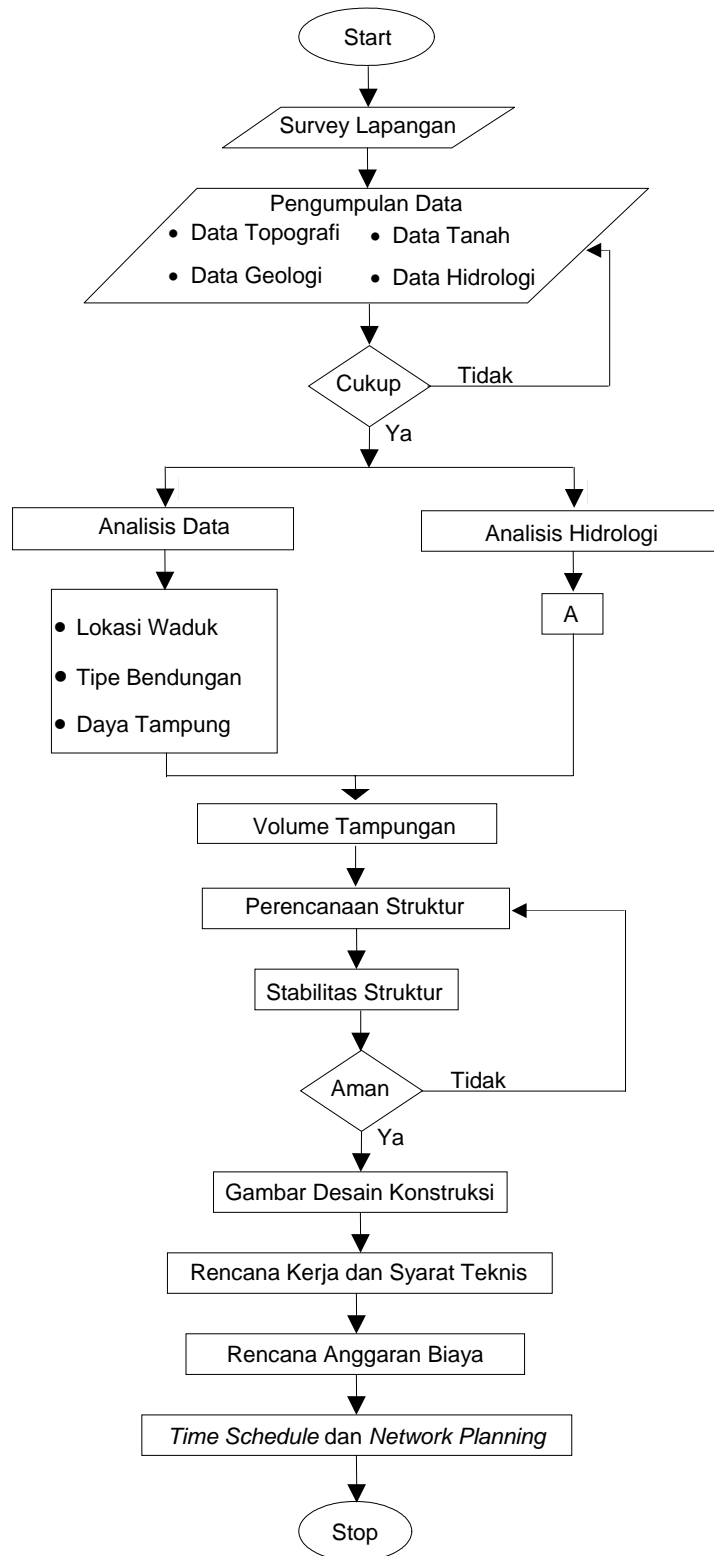 Start
Survey Lapangan
Pengumpulan Data
• Data Topografi • Data Tanah
• Data Geologi • Data Hidrologi
Cukup
Tidak
Ya
Analisis Data
Analisis Hidrologi
• Lokasi Waduk
• Tipe Bendungan
• Daya Tampung
A
Volume Tampungan
Perencanaan Struktur
Stabilitas Struktur
Aman
Tidak
Ya
Gambar Desain Konstruksi
Rencana Kerja dan Syarat Teknis
Rencana Anggaran Biaya
Time Schedule dan Network Planning
Stop